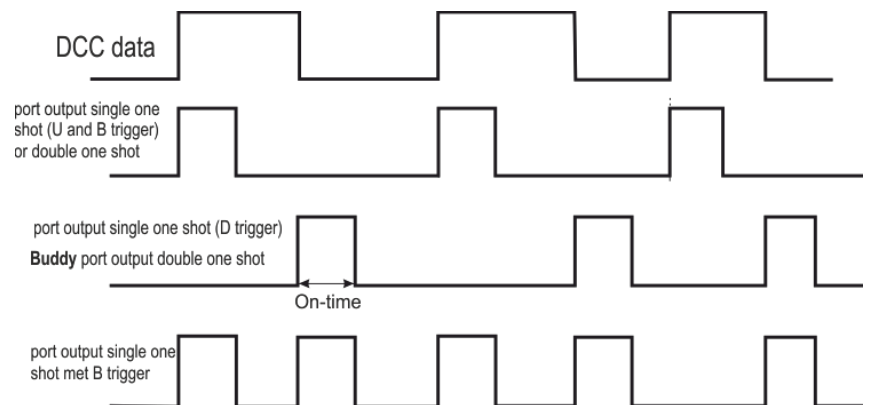 DCC data
port output single one
shot (U and B trigger)
or double one shot
port output single one shot (D trigger)
Buddy port output double one shot
On-time
port output single one
shot met B trigger